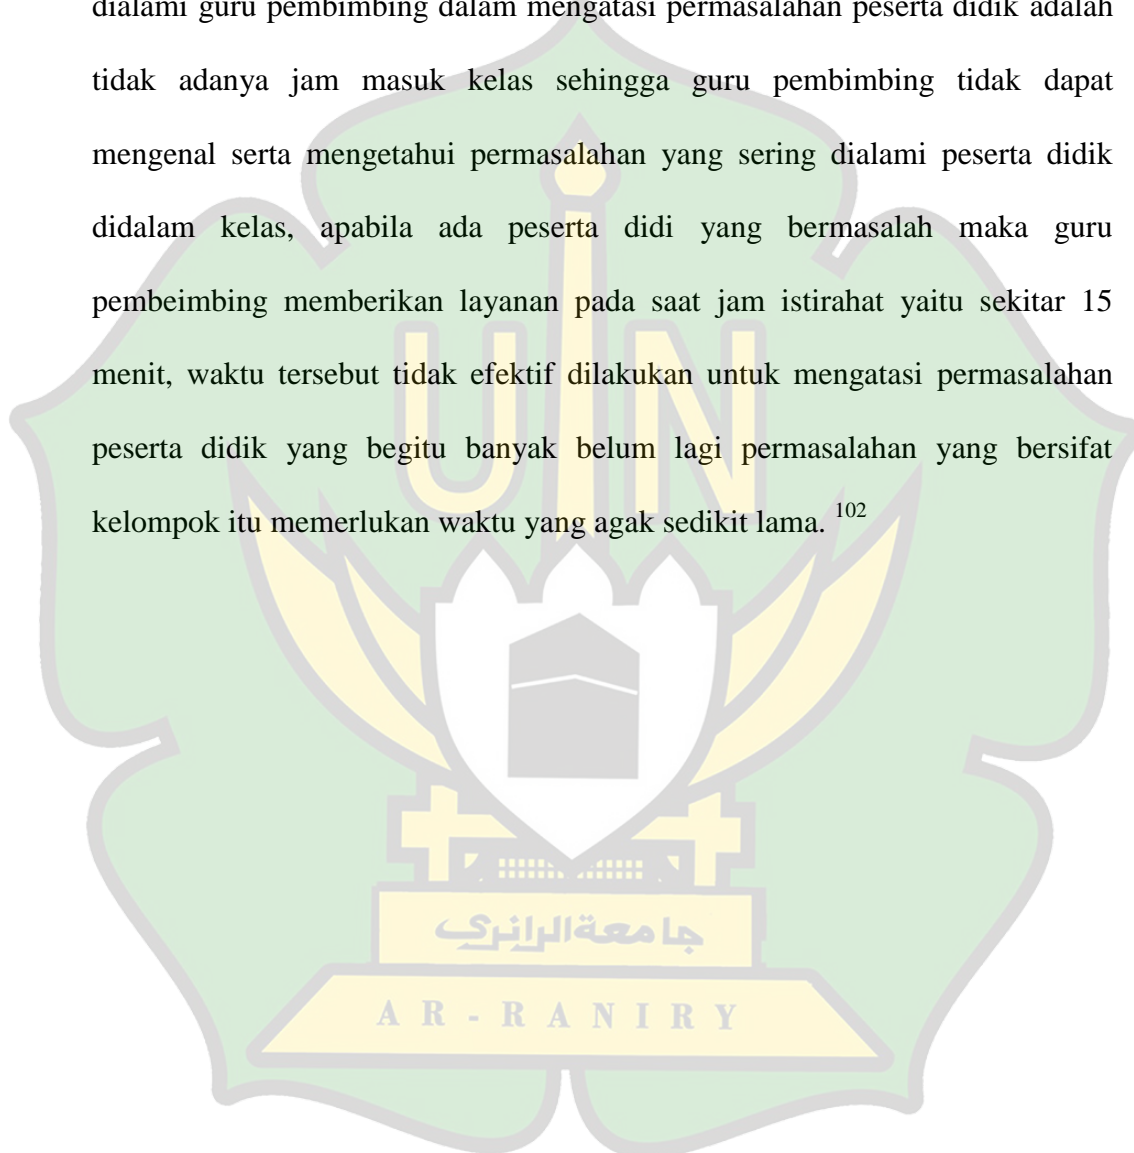 dialami guru pembimbing dalam mengatasi permasalahan peserta didik adalah
tidak adanya jam masuk kelas sehingga guru pembimbing tidak dapat
mengenal serta mengetahui permasalahan yang sering dialami peserta didik
didalam kelas, apabila ada peserta didi yang bermasalah maka guru
pembeimbing memberikan layanan pada saat jam istirahat yaitu sekitar 15
menit, waktu tersebut tidak efektif dilakukan untuk mengatasi permasalahan
peserta didik yang begitu banyak belum lagi permasalahan yang bersifat
kelompok itu memerlukan waktu yang agak sedikit lama. 102
UIN
جامعة الرانري
AR-RANIRY